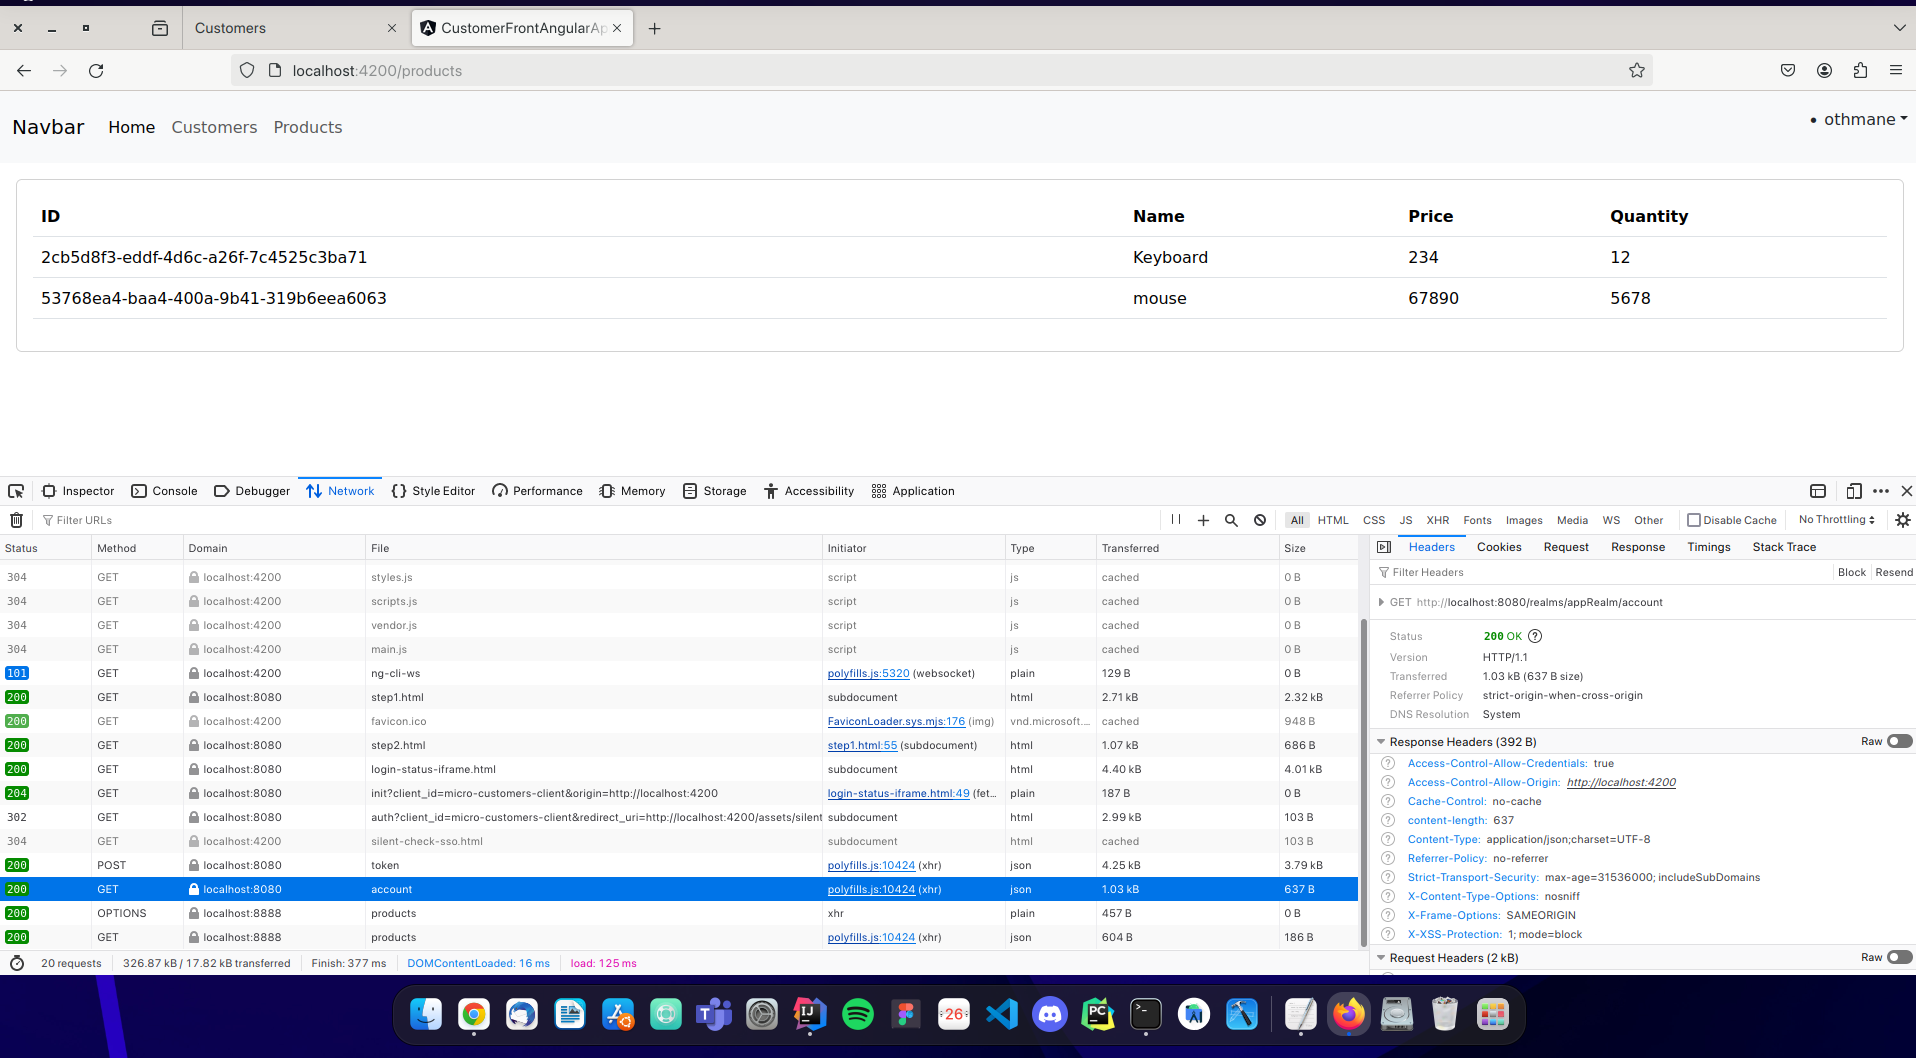 Customers
CustomerFrontAngularAp
localhost:4200/products
Navbar Home Customers Products
• othmane
ID Name Price Quantity
2cb5d8f3-eddf-4d6c-a26f-7c4525c3ba71 Keyboard 234 12
53768ea4-baa4-400a-9b41-319b6eea6063 mouse 67890 5678
Inspector Console Debugger Network Style Editor Performance Memory Storage Accessibility Application
Filter URLs All HTML CSS JS XHR Fonts Images Media WS Other Disable Cache No Throttling
Status Method Domain File Initiator Type Transferred Size
304 GET localhost:4200 styles.js script js cached 0 B
304 GET localhost:4200 scripts.js script js cached 0 B
304 GET localhost:4200 vendor.js script js cached 0 B
304 GET localhost:4200 main.js script js cached 0 B
101 GET localhost:4200 ng-cli-ws polyfills.js:5320 (websocket) plain 129 B 0 B
200 GET localhost:8080 step1.html subdocument html 2.71 kB 2.32 kB
200 GET localhost:4200 favicon.ico FaviconLoader.sys.mjs:176 (img) vnd.microsoft.... cached 948 B
200 GET localhost:8080 step2.html step1.html:55 (subdocument) html 1.07 kB 686 B
200 GET localhost:8080 login-status-iframe.html subdocument html 4.40 kB 4.01 kB
204 GET localhost:8080 init?client_id=micro-customers-client&origin=http://localhost:4200 login-status-iframe.html:49 (fet... plain 187 B 0 B
302 GET localhost:8080 auth?client_id=micro-customers-client&redirect_uri=http://localhost:4200/assets/silent subdocument html 2.99 kB 103 B
304 GET localhost:4200 silent-check-sso.html subdocument html cached 103 B
200 POST localhost:8080 token polyfills.js:10424 (xhr) json 4.25 kB 3.79 kB
200 GET localhost:8080 account polyfills.js:10424 (xhr) json 1.03 kB 637 B
200 OPTIONS localhost:8888 products xhr plain 457 B 0 B
200 GET localhost:8888 products polyfills.js:10424 (xhr) json 604 B 186 B
20 requests 326.87 kB / 17.82 kB transferred Finish: 377 ms DOMContentLoaded: 16 ms load: 125 ms
Headers Cookies Request Response Timings Stack Trace
Filter Headers Block Resend
GET http://localhost:8080/realms/appRealm/account
Status 200 OK ?
Version HTTP/1.1
Transferred 1.03 kB (637 B size)
Referrer Policy strict-origin-when-cross-origin
DNS Resolution System
Response Headers (392 B) Raw
? Access-Control-Allow-Credentials: true
? Access-Control-Allow-Origin: http://localhost:4200
? Cache-Control: no-cache
? content-length: 637
? Content-Type: application/json;charset=UTF-8
? Referrer-Policy: no-referrer
? Strict-Transport-Security: max-age=31536000; includeSubDomains
? X-Content-Type-Options: nosniff
? X-Frame-Options: SAMEORIGIN
? X-XSS-Protection: 1; mode=block
Request Headers (2 kB) Raw
IJ
26
PC